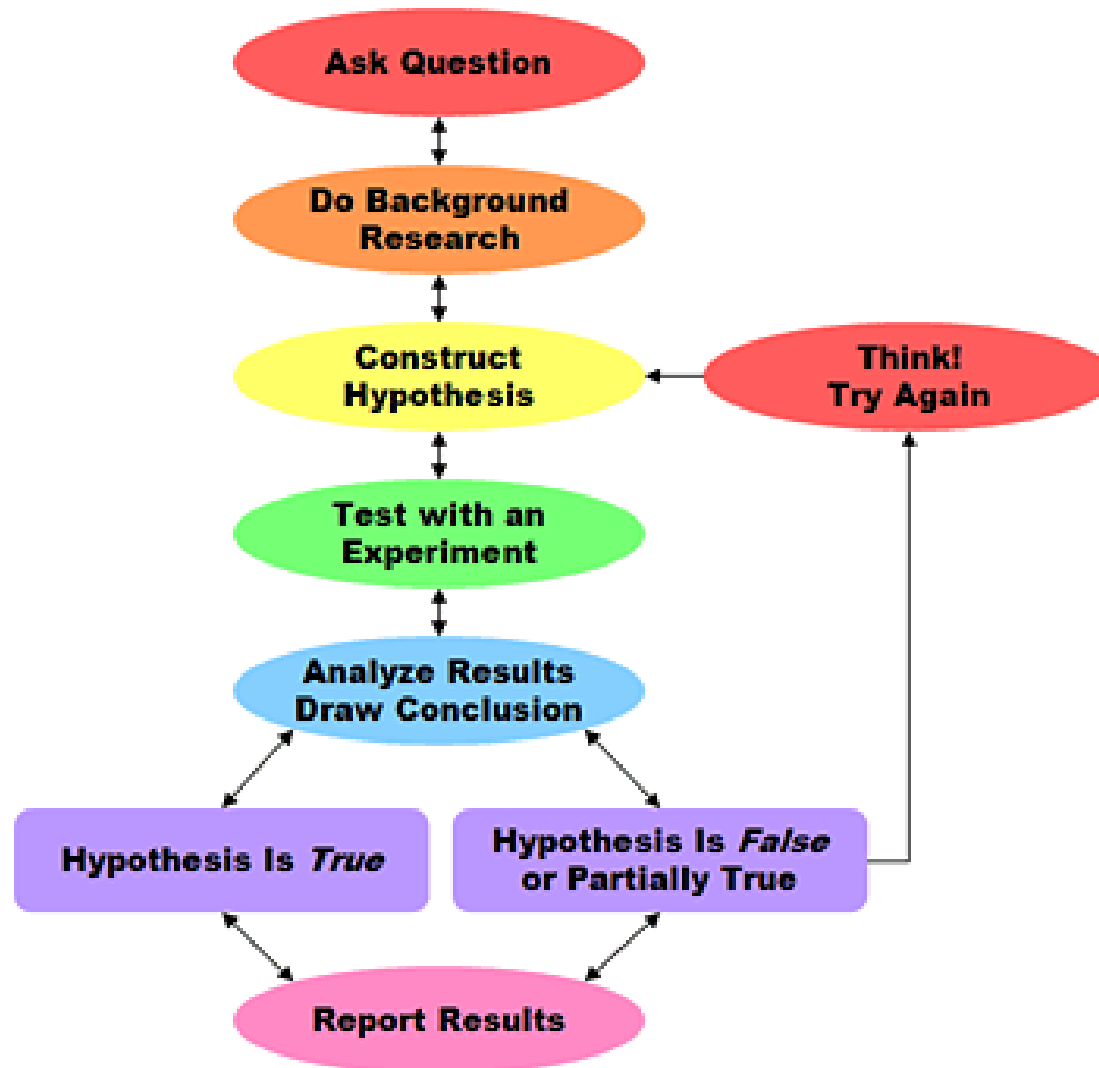 Ask Question
Do Background
Research
Construct
Hypothesis
Think!
Try Again
Test with an
Experiment
Analyze Results
Draw Conclusion
Hypothesis Is True
Hypothesis Is False
or Partially True
Report Results